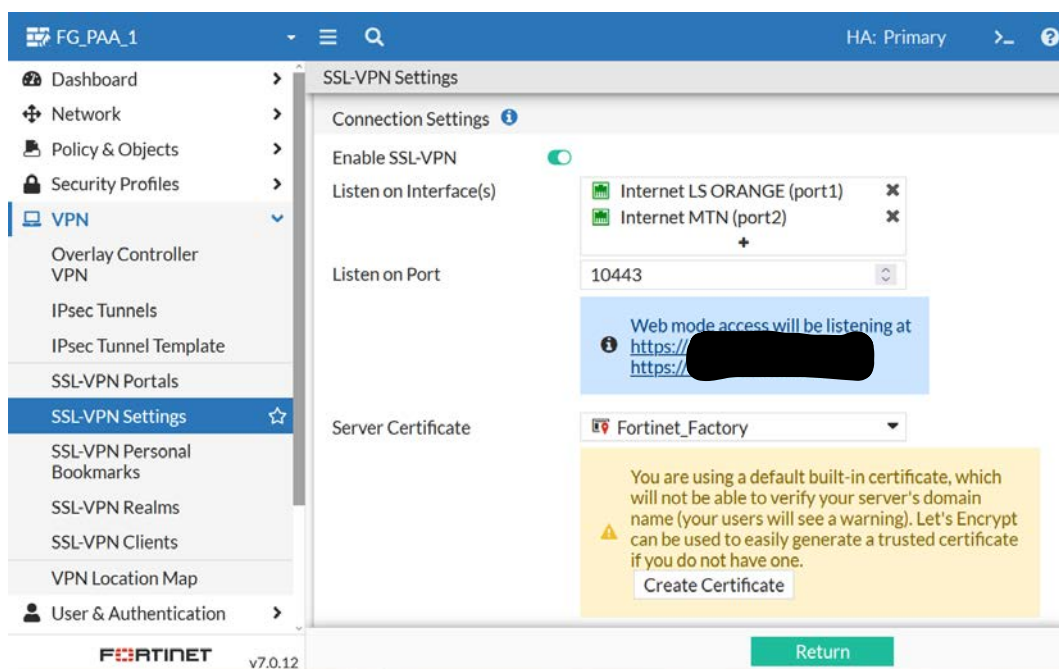 FG_PAA_1
HA: Primary
>_
Dashboard
Network
Policy & Objects
Security Profiles
VPN
Overlay Controller
VPN
IPsec Tunnels
IPsec Tunnel Template
SSL-VPN Portals
SSL-VPN Settings
SSL-VPN Personal
Bookmarks
SSL-VPN Realms
SSL-VPN Clients
VPN Location Map
User & Authentication
FORTINET
v7.0.12
SSL-VPN Settings
Connection Settings
Enable SSL-VPN
Listen on Interface(s)
Internet LS ORANGE (port1)
Internet MTN (port2)
Listen on Port
10443
Web mode access will be listening at
https://
https://
Server Certificate
Fortinet_Factory
You are using a default built-in certificate, which
will not be able to verify your server's domain
name (your users will see a warning). Let's Encrypt
can be used to easily generate a trusted certificate
if you do not have one.
Create Certificate
Return